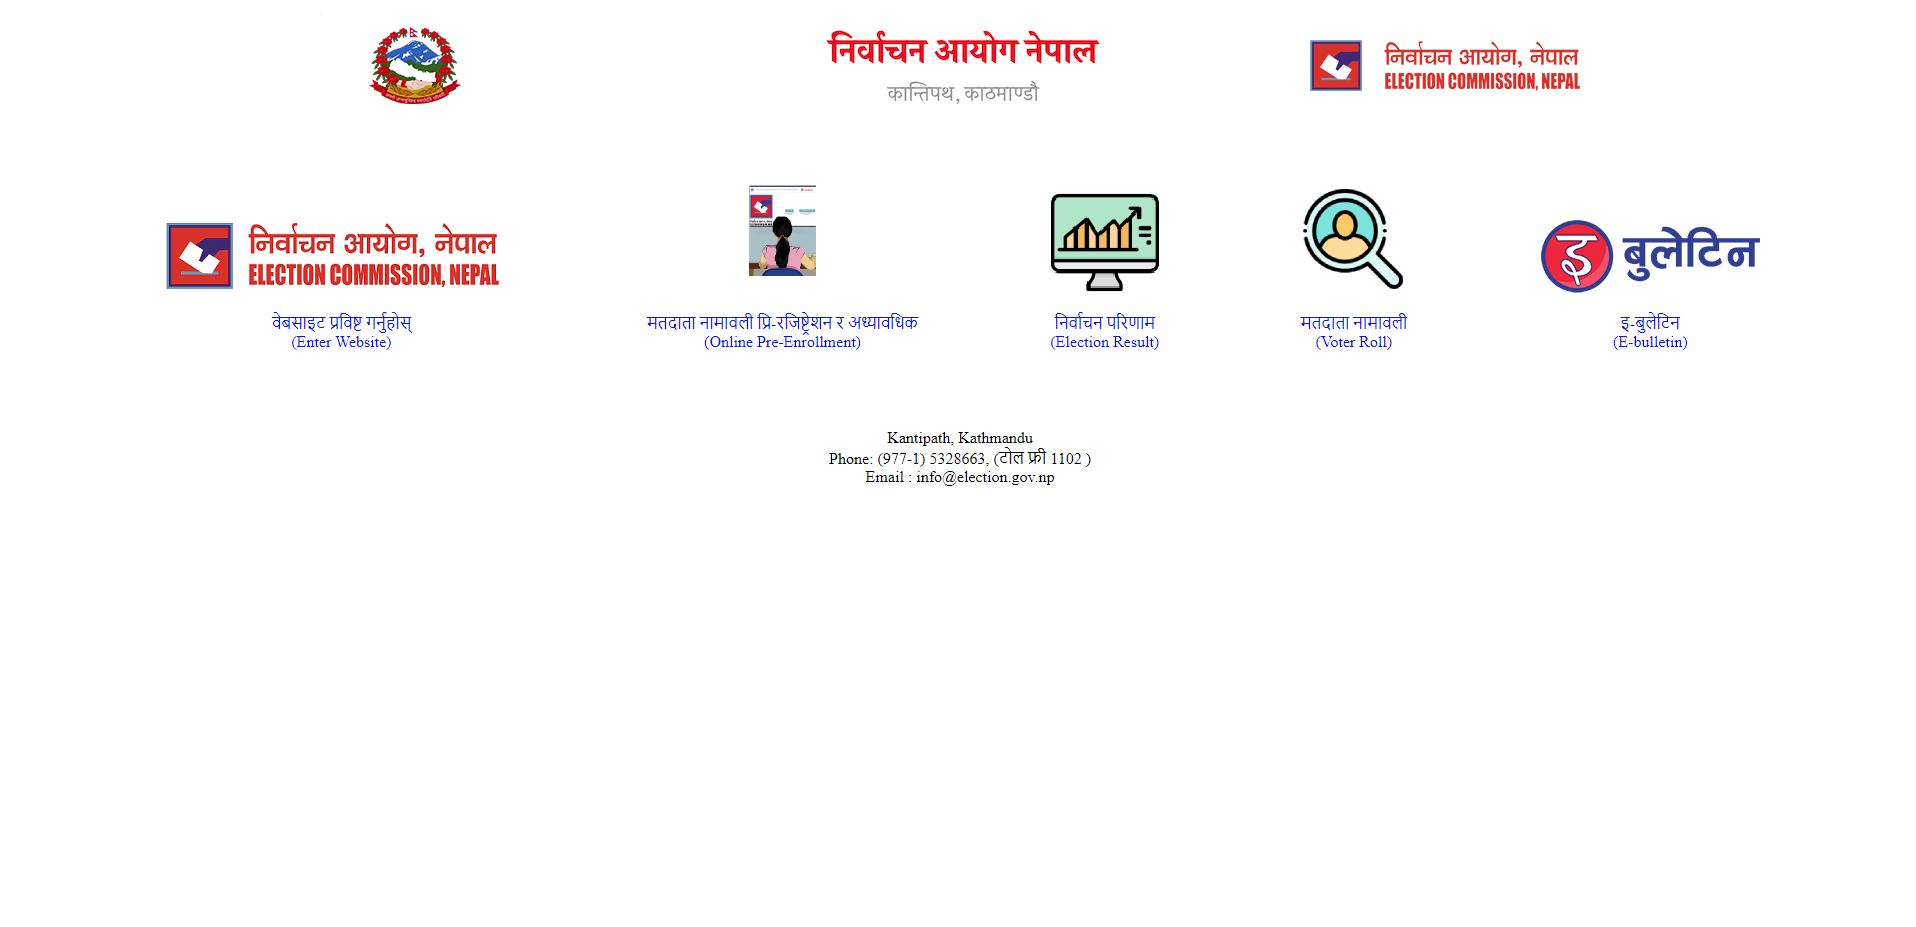 निर्वाचन आयोग नेपाल
कान्तिपथ, काठमाण्डौ
निर्वाचन आयोग, नेपाल
ELECTION COMMISSION, NEPAL
निर्वाचन आयोग, नेपाल
ELECTION COMMISSION, NEPAL
वेबसाइट प्रविष्ट गर्नुहोस्
(Enter Website)
मतदाता नामावली प्रि-रजिष्ट्रेशन र अध्यावधिक
(Online Pre-Enrollment)
निर्वाचन परिणाम
(Election Result)
मतदाता नामावली
(Voter Roll)
इ बुलेटिन
इ-बुलेटिन
(E-bulletin)
Kantipath, Kathmandu
Phone: (977-1) 5328663, (टोल फ्री 1102 )
Email : info@election.gov.np